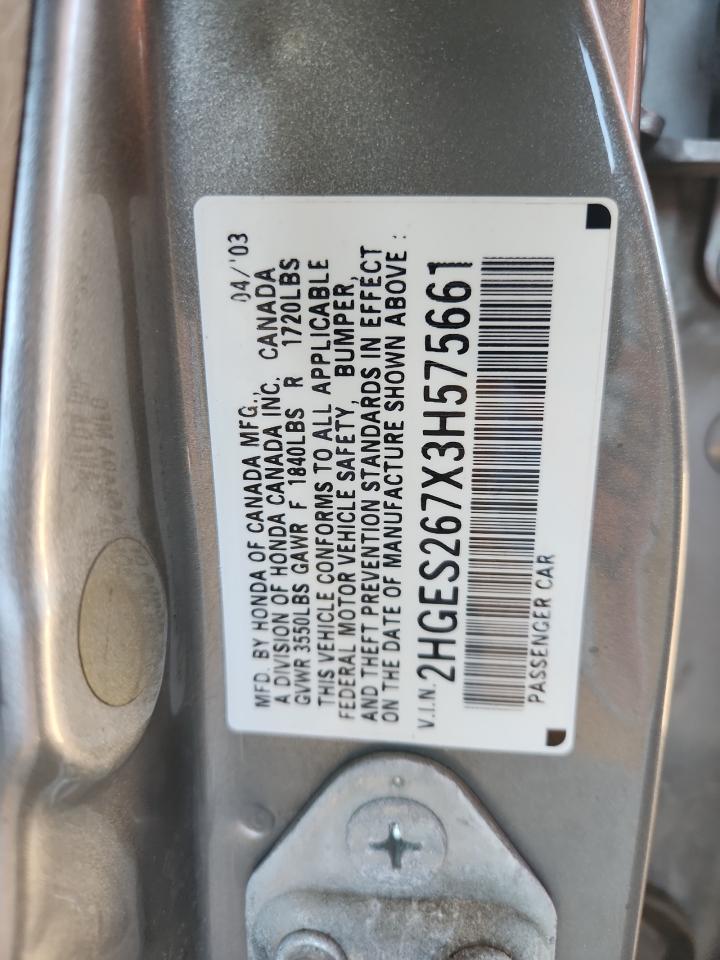 MFD. BY HONDA OF CANADA MFG., 04/'03
A DIVISION OF HONDA CANADA INC. CANADA
GVWR 3550LBS GAWR F 1840LBS R 1720LBS
THIS VEHICLE CONFORMS TO ALL APPLICABLE
FEDERAL MOTOR VEHICLE SAFETY, BUMPER,
AND THEFT PREVENTION STANDARDS IN EFFECT
ON THE DATE OF MANUFACTURE SHOWN ABOVE :
V.I.N. 2HGES267X3H575661
PASSENGER CAR